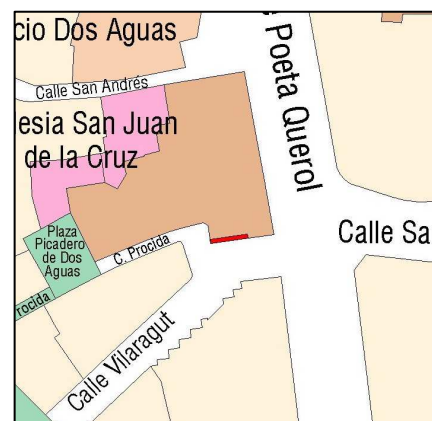 cio Dos Aguas
Calle San Andrés
Poeta Querol
esia San Juan
de la Cruz
Plaza
Picadero
de Dos
Aguas
C. Procida
Calle Sa
rocida
Calle Vilaragut